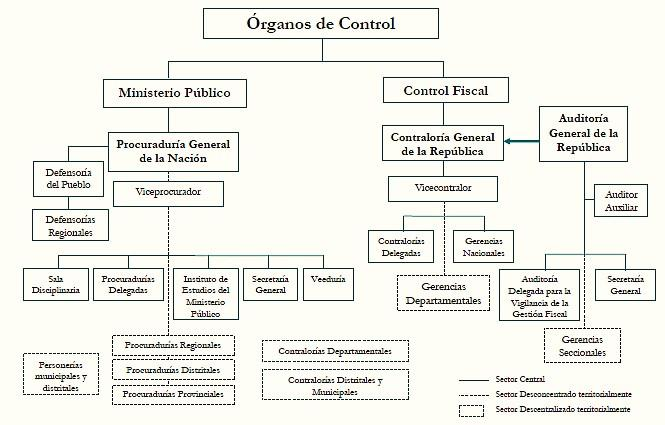 Órganos de Control
Ministerio Público
Control Fiscal
Procuraduría General
de la Nación
Contraloría General
de la República
Auditoría
General de la
República
Defensoría
del Pueblo
Viceprocurador
Vicecontralor
Defensorías
Regionales
Auditor
Auxiliar
Contralorías
Delegadas
Gerencias
Nacionales
Sala
Disciplinaria
Procuradurías
Delegadas
Instituto de
Estudios del
Ministerio
Público
Secretaría
General
Veeduría
Gerencias
Departamentales
Auditoría
Delegada para la
Vigilancia de la
Gestión Fiscal
Secretaría
General
Procuradurías Regionales
Gerencias
Seccionales
Contralorías Departamentales
Personerías
municipales y
distritales
Procuradurías Distritales
Contralorías Distritales y
Municipales
Procuradurías Provinciales
Sector Central
Sector Desconcentrado territorialmente
Sector Descentralizado territorialmente